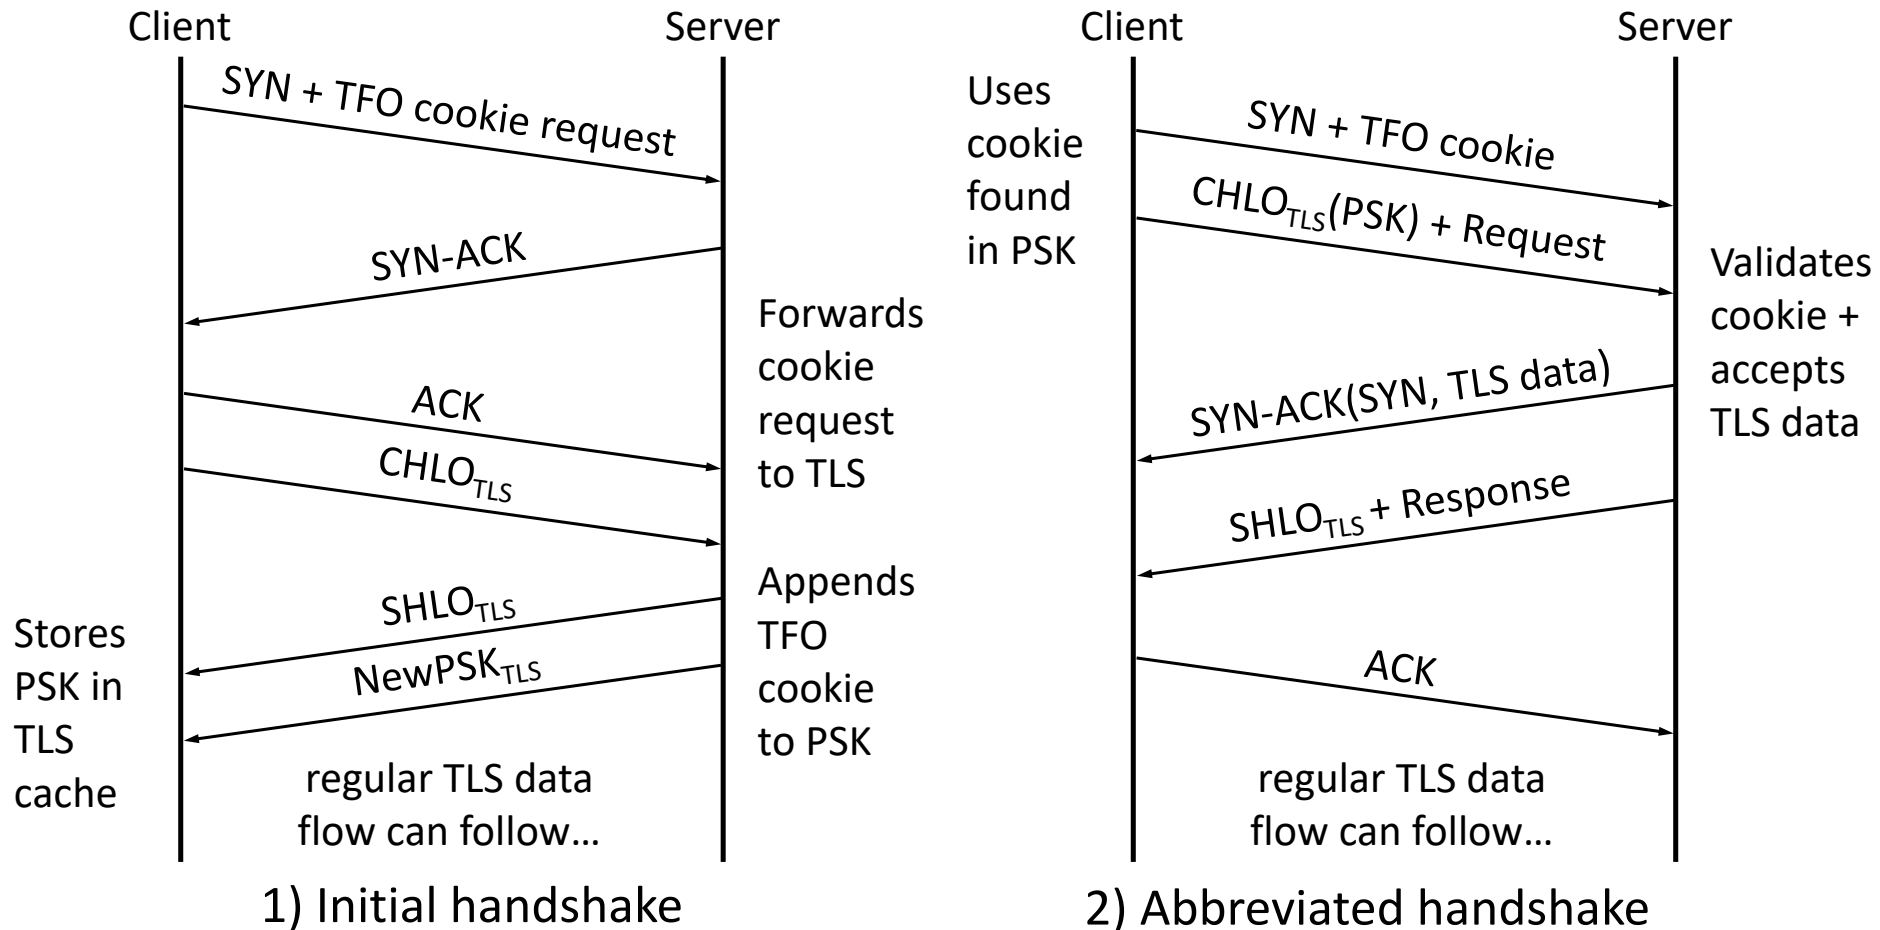 Client
Server
SYN + TFO cookie request
SYN-ACK
Forwards
cookie
request
to TLS
ACK
CHLOTLS
Appends
TFO
cookie
to PSK
SHLOTLS
NewPSKTLS
Stores
PSK in
TLS
cache
regular TLS data
flow can follow…
1) Initial handshake
Client
Server
Uses
cookie
found
in PSK
SYN + TFO cookie
CHLOTLS(PSK) + Request
Validates
cookie +
accepts
TLS data
SYN-ACK(SYN, TLS data)
SHLOTLS + Response
ACK
regular TLS data
flow can follow…
2) Abbreviated handshake